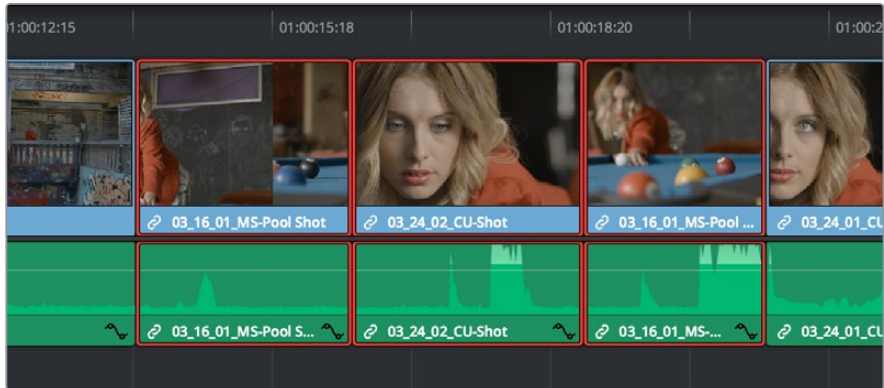 01:00:12:15
01:00:15:18
01:00:18:20
01:00:2
03_16_01_MS-Pool Shot
03_24_02_CU-Shot
03_16_01_MS-Pool ...
03_24_01_CU
03_16_01_MS-Pool S...
03_24_02_CU-Shot
03_16_01_MS-...
03_24_01_CU